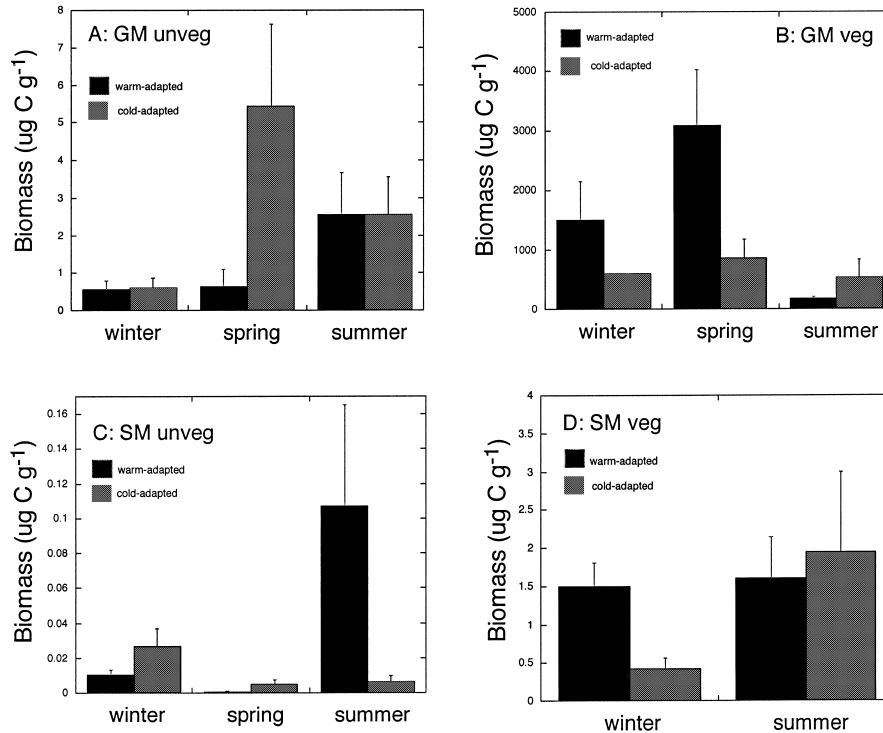 A: GM unveg
warm-adapted
cold-adapted
Biomass (ug C g-1)
8
7
6
5
4
3
2
1
0
winter spring summer
B: GM veg
warm-adapted
cold-adapted
Biomass (ug C g-1)
5000
4000
3000
2000
1000
0
winter spring summer
C: SM unveg
warm-adapted
cold-adapted
Biomass (ug C g-1)
0.16
0.14
0.12
0.1
0.08
0.06
0.04
0.02
0
winter spring summer
D: SM veg
warm-adapted
cold-adapted
Biomass (ug C g-1)
4
3.5
3
2.5
2
1.5
1
0.5
0
winter summer